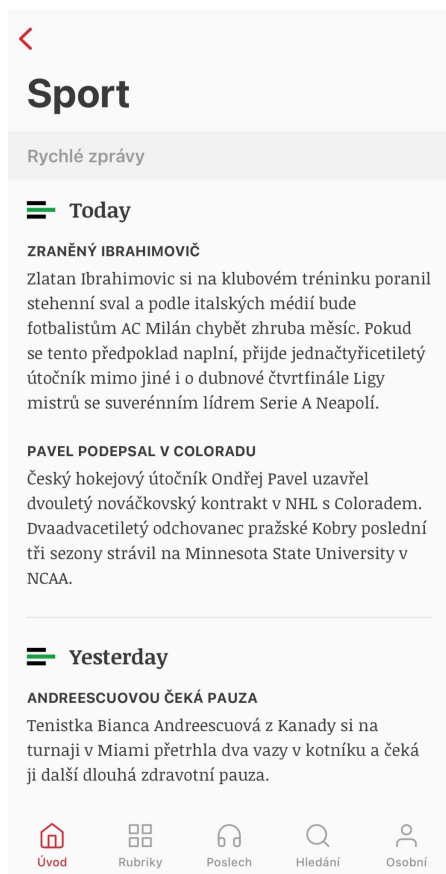 Sport
Rychlé zprávy
Today
ZRANĚNÝ IBRAHIMOVIČ
Zlatan Ibrahimovic si na klubovém tréninku poranil
stehenní sval a podle italských médií bude
fotbalistům AC Milán chybět zhruba měsíc. Pokud
se tento předpoklad naplní, přijde jednačtyřicetiletý
útočník mimo jiné i o dubnové čtvrtfinále Ligy
mistrů se suverénním lídrem Serie A Neapolí.
PAVEL PODEPSAL V COLORADU
Český hokejový útočník Ondřej Pavel uzavřel
dvouletý nováčkovský kontrakt v NHL s Coloradem.
Dvaadvacetiletý odchovanec pražské Kobry poslední
tři sezony strávil na Minnesota State University v
NCAA.
Yesterday
ANDREESCUOVOU ČEKÁ PAUZA
Tenistka Bianca Andreescuová z Kanady si na
turnaji v Miami přetrhla dva vazy v kotníku a čeká
ji další dlouhá zdravotní pauza.
Úvod
Rubriky
Poslech
Hledání
Osobní